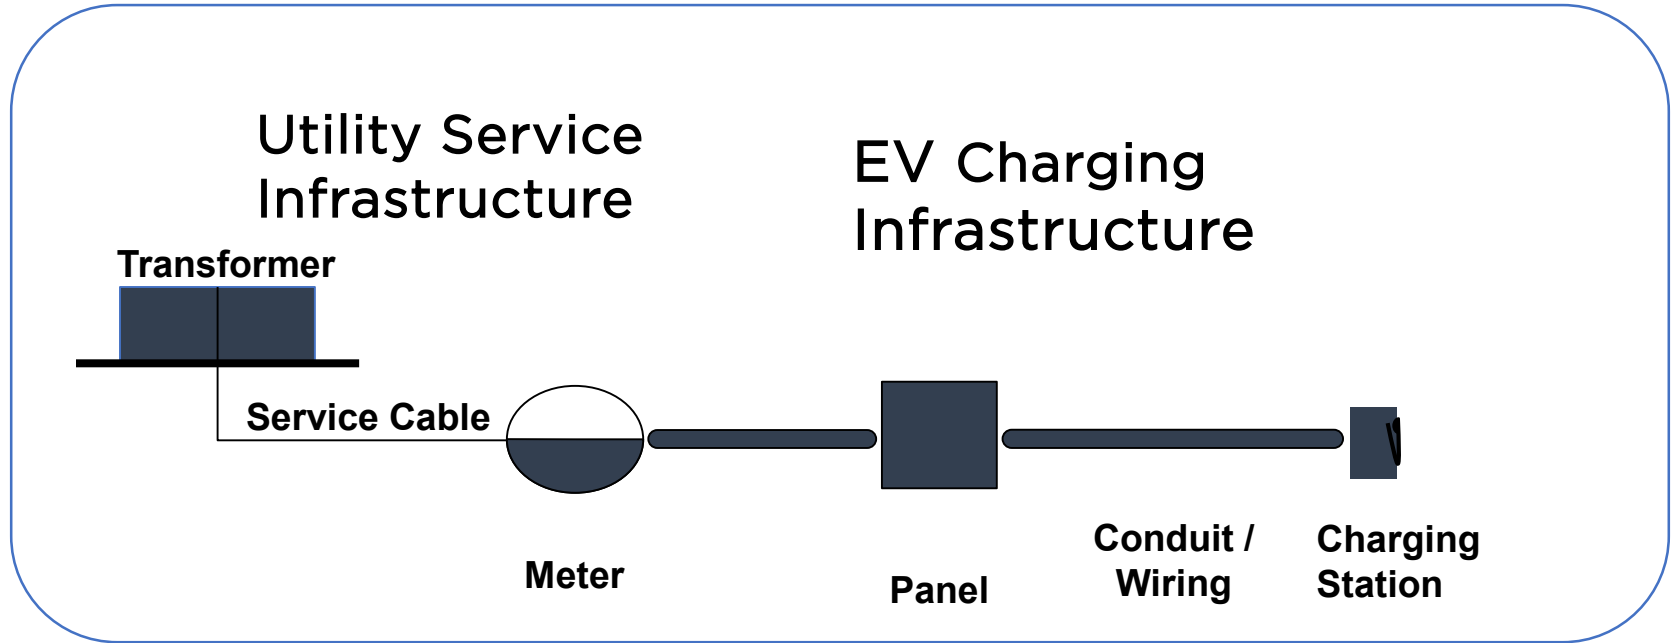 Utility Service
Infrastructure
EV Charging
Infrastructure
Transformer
Service Cable
Meter
Panel
Conduit /
Wiring
Charging
Station